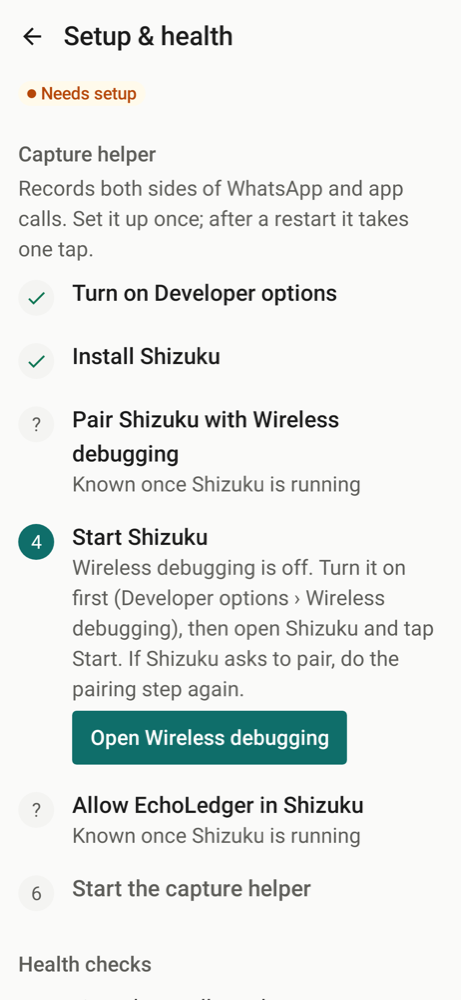 Setup & health
Needs setup
Capture helper
Records both sides of WhatsApp and app
calls. Set it up once; after a restart it takes
one tap.
Turn on Developer options
Install Shizuku
?
Pair Shizuku with Wireless
debugging
Known once Shizuku is running
4
Start Shizuku
Wireless debugging is off. Turn it on
first (Developer options › Wireless
debugging), then open Shizuku and tap
Start. If Shizuku asks to pair, do the
pairing step again.
Open Wireless debugging
?
Allow EchoLedger in Shizuku
Known once Shizuku is running
6
Start the capture helper
Health checks